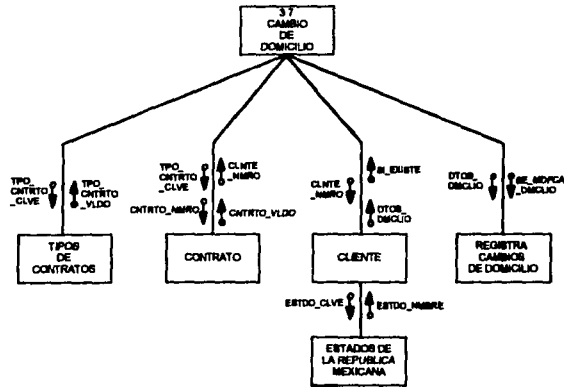 3.7
CAMBIO
DE
DOMICILIO
TPO_
CNTRTO
_CLVE
TPO_
CNTRTO
_VLDO
TPO_
CNTRTO
_CLVE
CLNTE
_NMRO
CNTRTO_NMRO
CNTRTO_VLDO
CLNTE
_NMRO
SI_EXISTE
DTOS_
DMCLIO
DTOS_
DMCLIO
SE_MDFCA
_DMCLIO
TIPOS
DE
CONTRATOS
CONTRATO
CLIENTE
REGISTRA
CAMINOS
DE DOMICILIO
ESTDO_CLVE
ESTDO_NMBRE
ESTADOS DE
LA REPUBLICA
MEXICANA